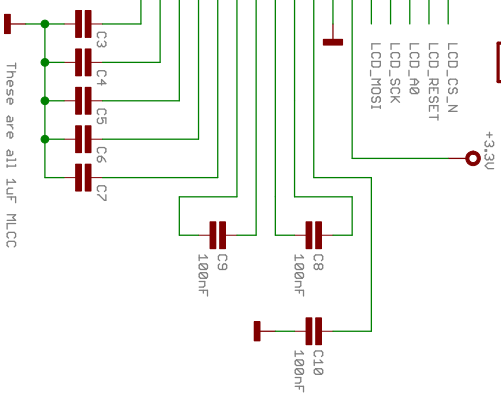 C3
C4
C5
C6
C7
These are all 1uF MLCC
LCD_MOSI
LCD_SCK
LCD_A0
LCD_RESET
LCD_CS_N
+3.3V
C9
100nF
C8
100nF
C10
100nF